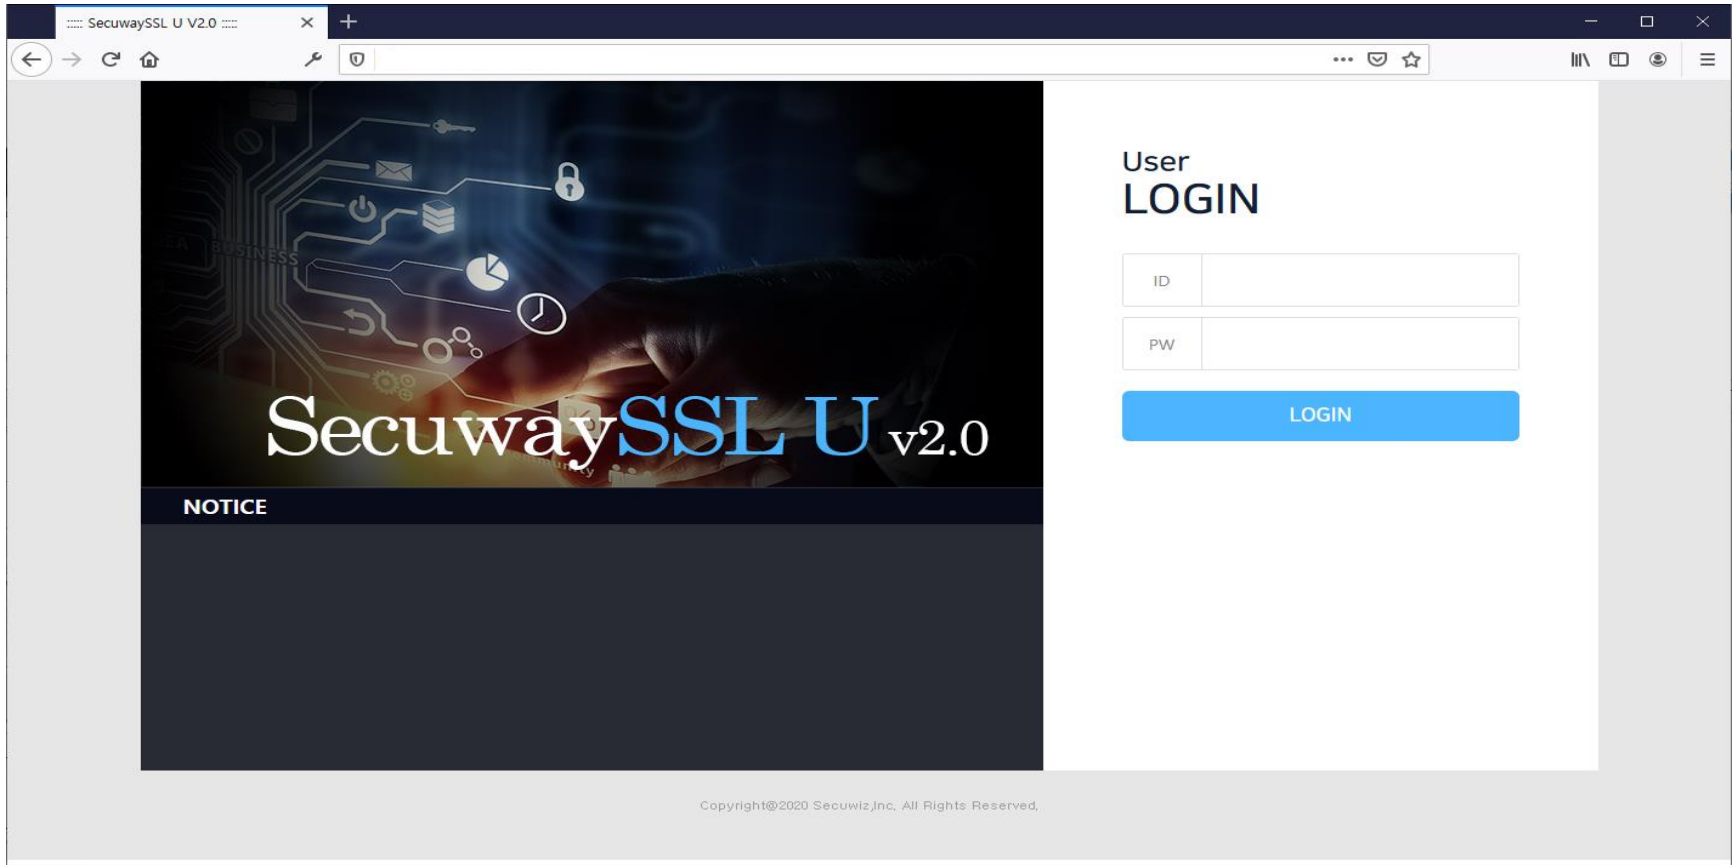 ::::: SecuwaySSL U V2.0 :::::
BUSINESS
SecuwaySSL U v2.0
NOTICE
User
LOGIN
ID
PW
LOGIN
Copyright@2020 Secuwiz,Inc, All Rights Reserved,